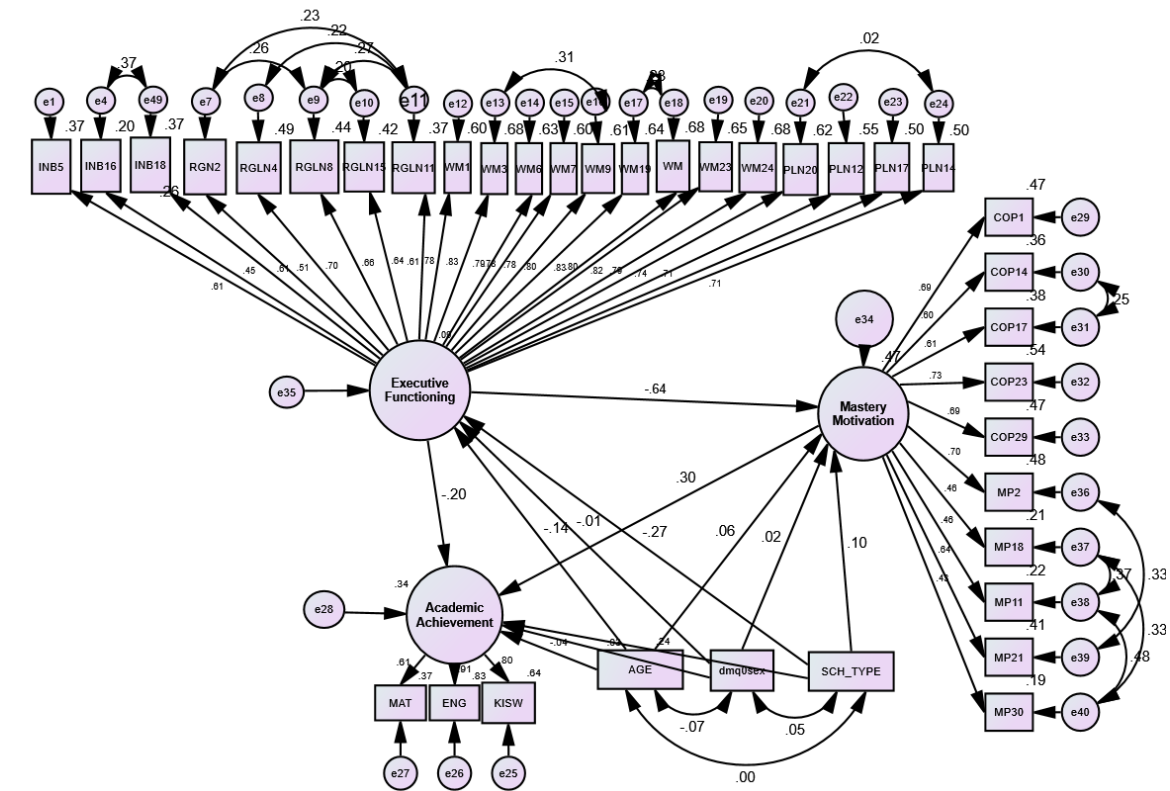 .23
.22
.26 .27
.20
.37 .31 .02
e1 e4 e49 e7 e8 e9 e10 e11 e12 e13 e14 e15 e17 e18 e19 e20 e21 e22 e23 e24
.37 .20 .37 .49 .44 .42 .37 .60 .68 .63 .60 .61 .64 .68 .65 .68 .62 .55 .50 .50
INB5 INB16 INB18 RGN2 RGLN4 RGLN8 RGLN15 RGLN11 WM1 WM3 WM6 WM7 WM9 WM19 WM WM23 WM24 PLN20 PLN12 PLN17 PLN14
.26
.61 .45 .61 .51 .70 .66 .64 .61 .78 .83 .79 .78 .78 .80 .83 .80 .82 .79 .74 .71 .71
.47
COP1 e29
.36
COP14 e30
.69 .60 .25
.38
COP17 e31
.61
e34
.47
.54
COP23 e32
.73
.09
e35
Executive
Functioning
-.64
Mastery
Motivation
.47
COP29 e33
.69
.48
MP2 e36
.70
.21
MP18 e37
.46
.22
MP11 e38
.46 .37 .33
.41
MP21 e39
.64 .33
.19
MP30 e40
.43 .48
-.20 .30
-.14 -.01 -.27 .06 .02 .10
.34
e28
Academic
Achievement
-.04 .03 .24
AGE dmq0sex SCH_TYPE
.61 .91 .80
.37 .83 .64
MAT ENG KISW
-.07 .05
.00
e27 e26 e25